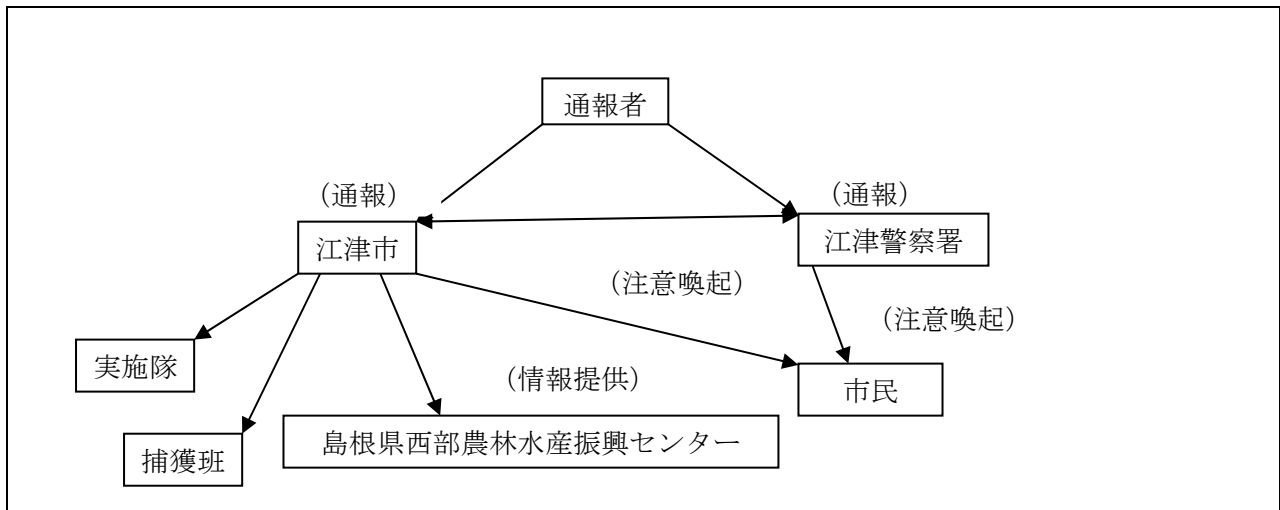 通報者
（通報）
（通報）
江津市
江津警察署
（注意喚起）
（注意喚起）
実施隊
（情報提供）
市民
島根県西部農林水産振興センター
捕獲班